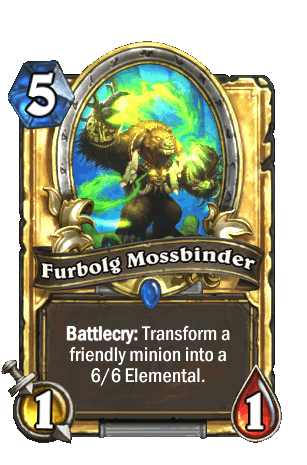 5
Furbolg Mossbinder
Battlecry: Transform a
friendly minion into a
6/6 Elemental.
1
1